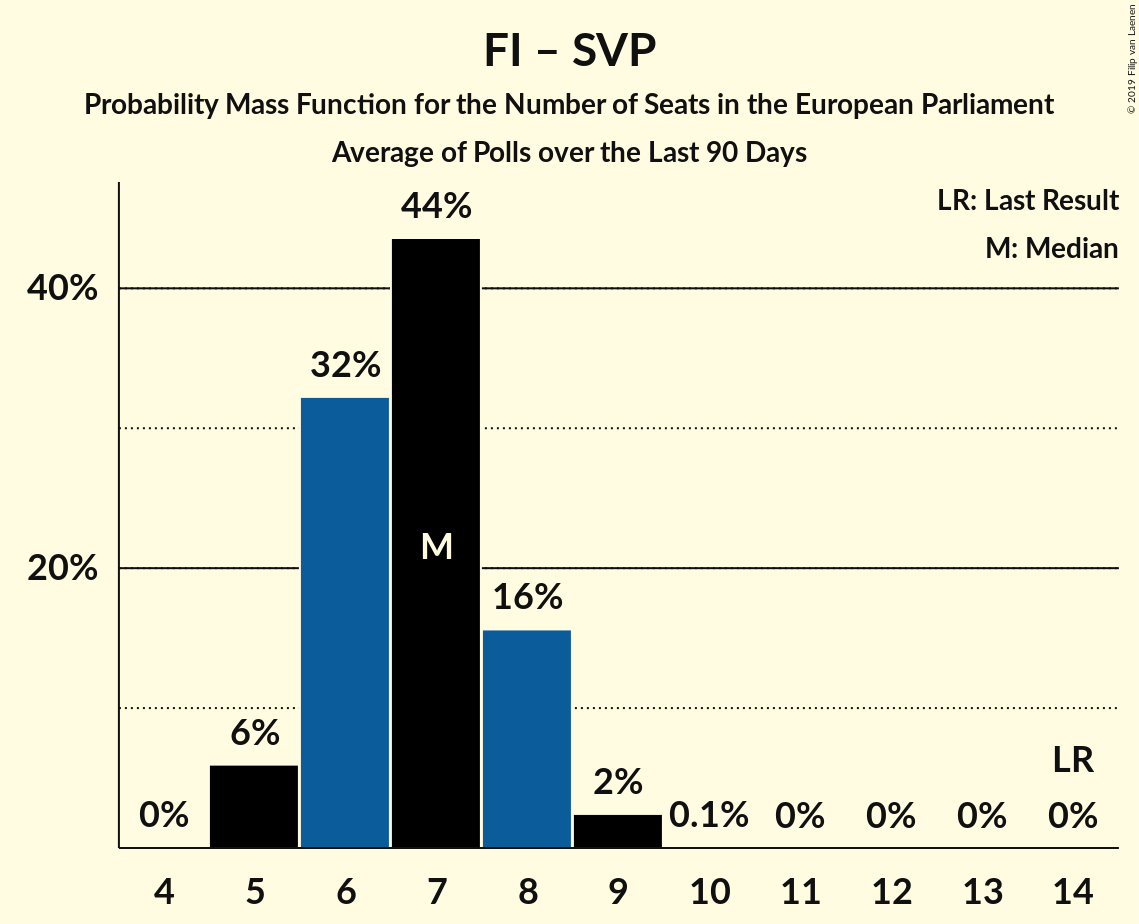 FI – SVP
Probability Mass Function for the Number of Seats in the European Parliament
Average of Polls over the Last 90 Days
© 2019 Filip van Laenen
LR: Last Result
M: Median
44%
40%
32%
M
20%
16%
6%
LR
2%
0%
0.1%
0%
0%
0%
0%
4 5 6 7 8 9 10 11 12 13 14